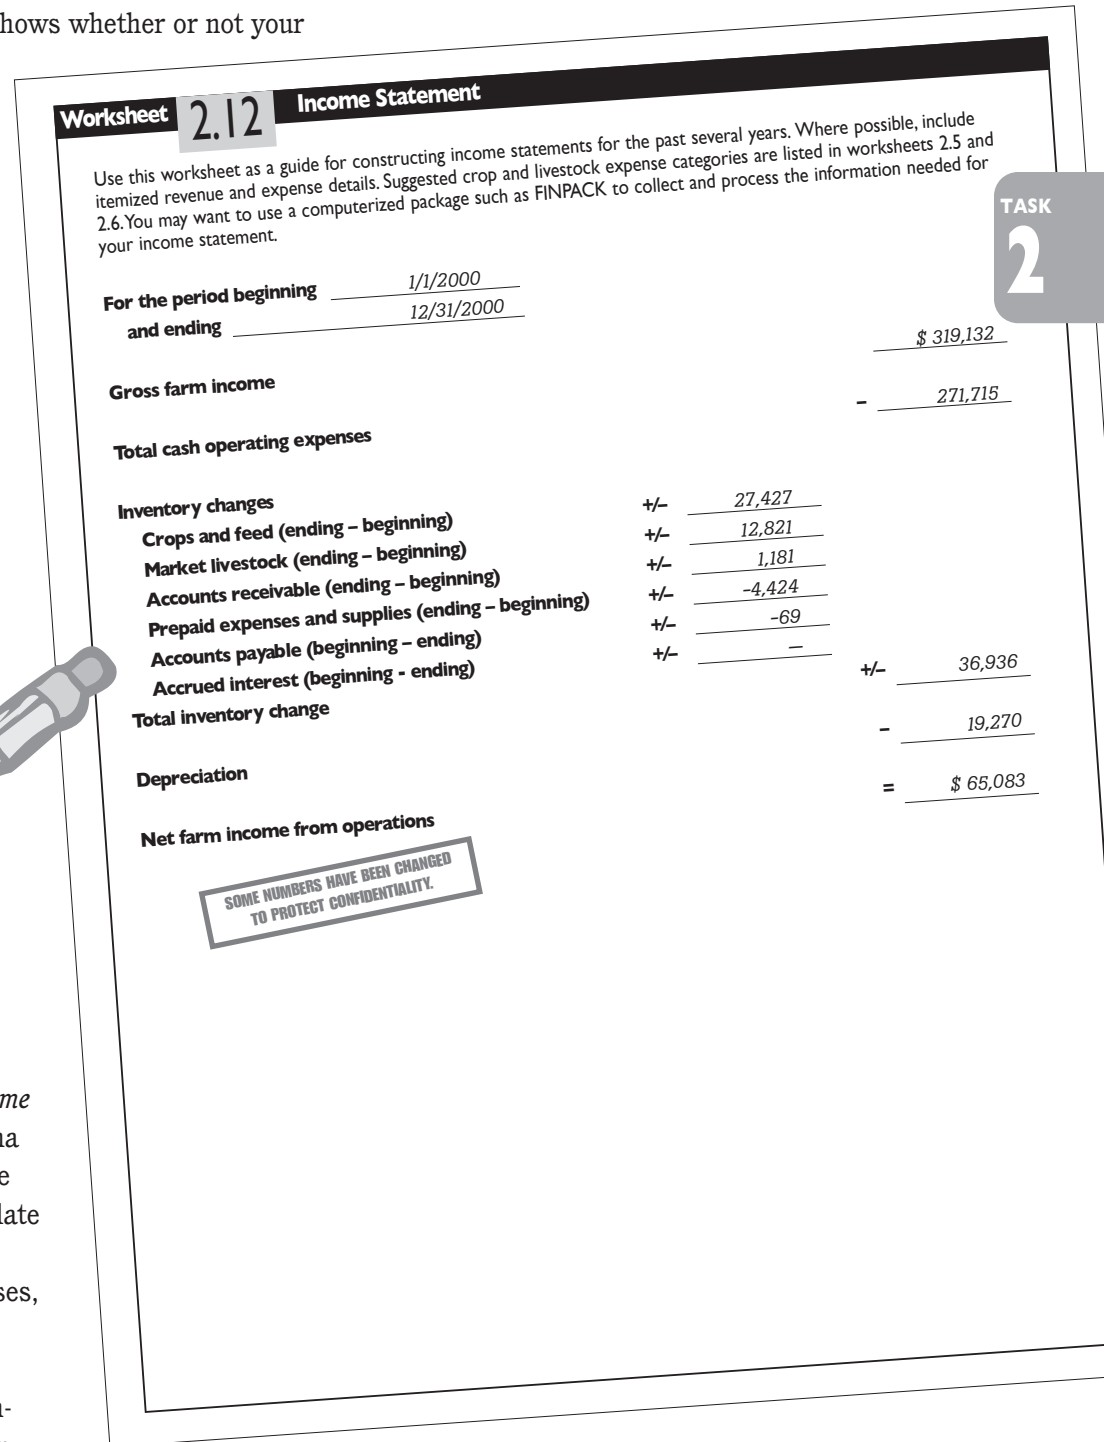 hows whether or not your
Worksheet 2.12 Income Statement
Use this worksheet as a guide for constructing income statements for the past several years. Where possible, include
itemized revenue and expense details. Suggested crop and livestock expense categories are listed in worksheets 2.5 and
2.6. You may want to use a computerized package such as FINPACK to collect and process the information needed for
your income statement.
TASK
2
For the period beginning 1/1/2000
and ending 12/31/2000
Gross farm income $ 319,132
Total cash operating expenses – 271,715
Inventory changes
Crops and feed (ending – beginning) +/– 27,427
Market livestock (ending – beginning) +/– 12,821
Accounts receivable (ending – beginning) +/– 1,181
Prepaid expenses and supplies (ending – beginning) +/– -4,424
Accounts payable (beginning – ending) +/– -69
Accrued interest (beginning - ending) +/– —
Total inventory change +/– 36,936
Depreciation – 19,270
Net farm income from operations = $ 65,083
SOME NUMBERS HAVE BEEN CHANGED
TO PROTECT CONFIDENTIALITY.
me
na
e
late
ses,